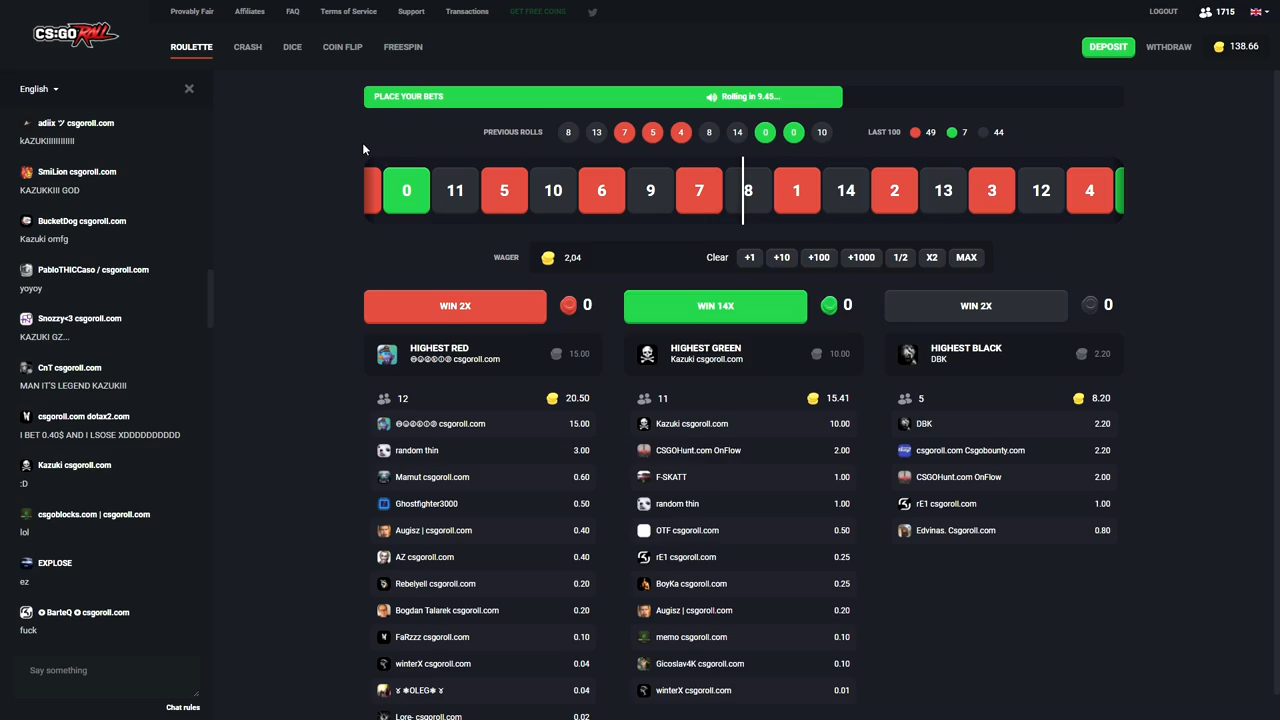 Provably Fair Affiliates FAQ Terms of Service Support Transactions GET FREE COINS
LOGOUT 1715
CS:GO ROLL
ROULETTE CRASH DICE COIN FLIP FREESPIN
DEPOSIT WITHDRAW 138.66
English
adiix ツ csgoroll.com
kAZUKIIIIIIIIIII
SmiLion csgoroll.com
KAZUKKIII GOD
BucketDog csgoroll.com
Kazuki omfg
PabloTHICCaso / csgoroll.com
yoyoy
Snozzy<3 csgoroll.com
KAZUKI GZ...
CnT csgoroll.com
MAN IT'S LEGEND KAZUKIII
csgoroll.com dotax2.com
I BET 0.40$ AND I LSOSE XDDDDDDDDDD
Kazuki csgoroll.com
:D
csgoblocks.com | csgoroll.com
lol
EXPLOSE
ez
✪ BarteQ ✪ csgoroll.com
fuck
Say something
Chat rules
PLACE YOUR BETS Rolling in 9.45...
PREVIOUS ROLLS 8 13 7 5 4 8 14 0 0 10 LAST 100 49 7 44
0 11 5 10 6 9 7 8 1 14 2 13 3 12 4
WAGER 2,04 Clear +1 +10 +100 +1000 1/2 X2 MAX
WIN 2X 0
HIGHEST RED
csgoroll.com 15.00
12 20.50
csgoroll.com 15.00
random thin 3.00
Mamut csgoroll.com 0.60
Ghostfighter3000 0.50
Augisz | csgoroll.com 0.40
AZ csgoroll.com 0.40
Rebelyell csgoroll.com 0.20
Bogdan Talarek csgoroll.com 0.20
FaRzzz csgoroll.com 0.10
winterX csgoroll.com 0.04
OLEG 0.04
Lore- csgoroll.com 0.02
WIN 14X 0
HIGHEST GREEN
Kazuki csgoroll.com 10.00
11 15.41
Kazuki csgoroll.com 10.00
CSGOHunt.com OnFlow 2.00
F-SKATT 1.00
random thin 1.00
OTF csgoroll.com 0.50
rE1 csgoroll.com 0.25
BoyKa csgoroll.com 0.25
Augisz | csgoroll.com 0.20
memo csgoroll.com 0.10
Gicoslav4K csgoroll.com 0.10
winterX csgoroll.com 0.01
WIN 2X 0
HIGHEST BLACK
DBK 2.20
5 8.20
DBK 2.20
csgoroll.com Csgobounty.com 2.20
CSGOHunt.com OnFlow 2.00
rE1 csgoroll.com 1.00
Edvinas. Csgoroll.com 0.80